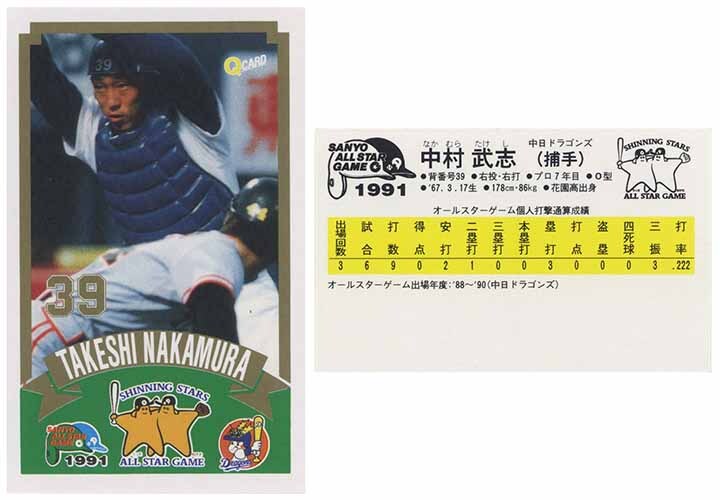 39
Q CARD
39
TAKESHI NAKAMURA
SHINNING STARS
SANYO
ALL STAR
GAME
1991
ALL STAR GAME
Dragons
SANYO
ALL STAR
GAME
1991
なか むら たけ し
中村 武志
中日ドラゴンズ
(捕手)
●背番号39 ●右投・右打 ●プロ7年目 ●O型
●'67.3.17生 ●178cm・86kg ●花園高出身
SHINNING STARS
ALL STAR GAME
オールスターゲーム個人打撃通算成績
出場回数 試合 打数 得点 安打 二塁打 三塁打 本塁打 塁打 打点 盗塁 四死球 三振 打率
3 6 9 0 2 1 0 0 3 0 0 0 3 .222
オールスターゲーム出場年度:'88〜'90(中日ドラゴンズ)